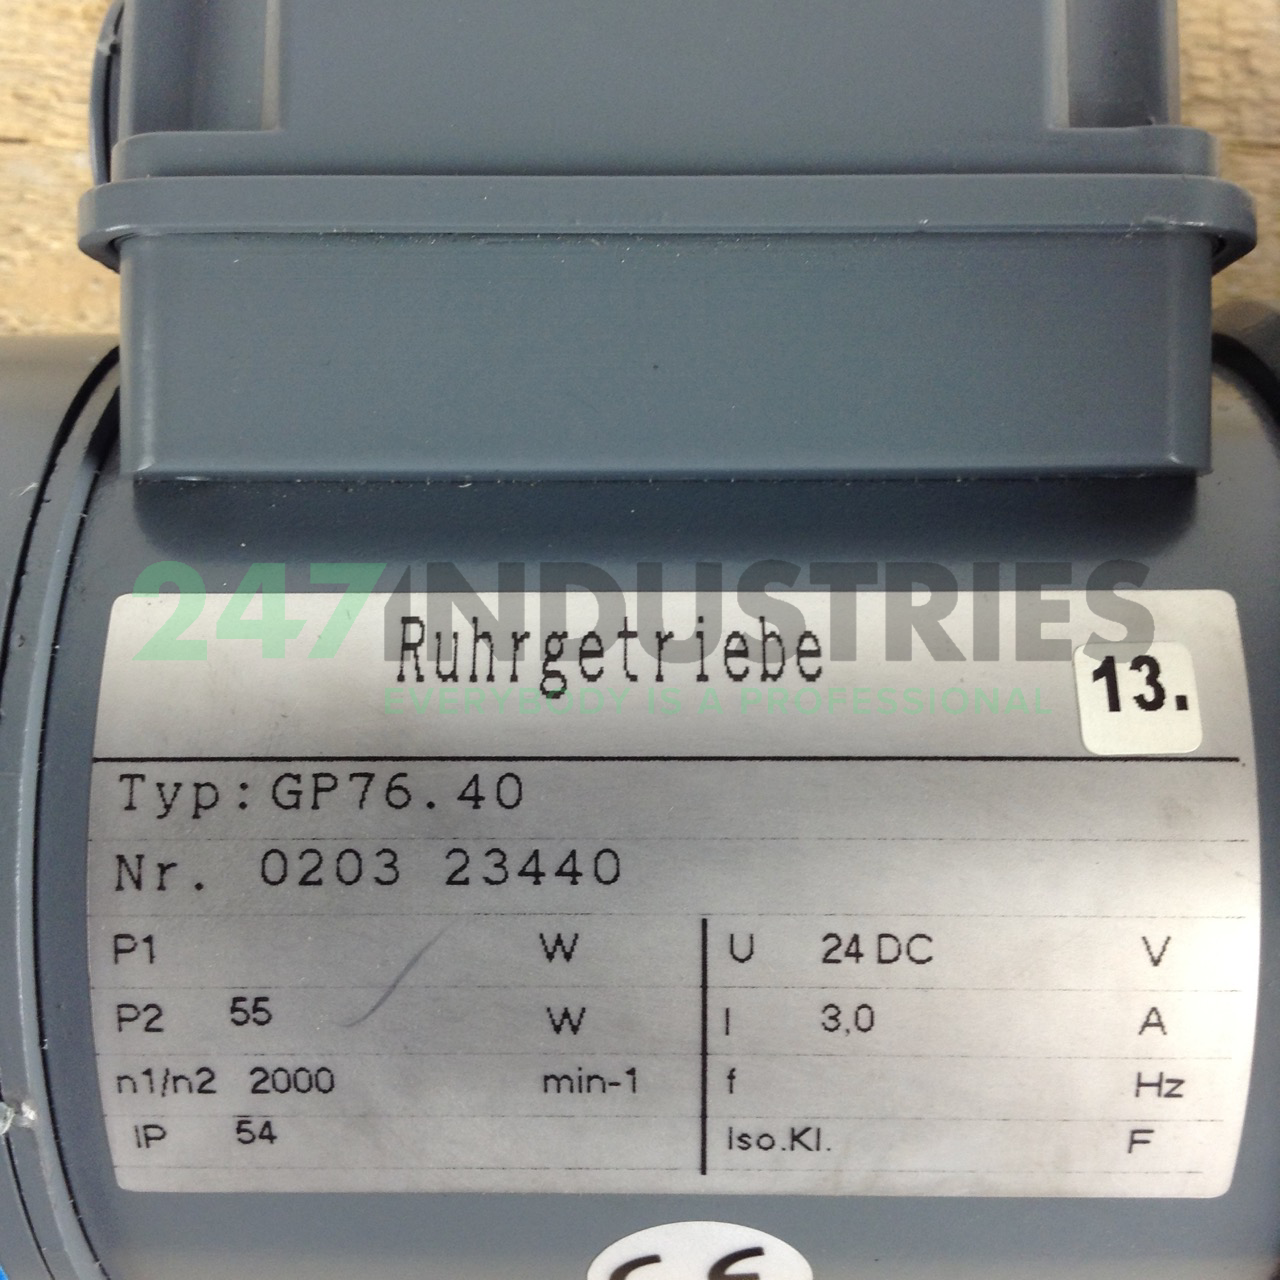 247INDUSTRIES
EVERYBODY IS A PROFESSIONAL
Ruhrgetriebe
13.
Typ: GP76.40
Nr. 0203 23440
P1 W U 24 DC V
P2 55 W I 3,0 A
n1/n2 2000 min-1 f Hz
IP 54 Iso.Kl. F
CE